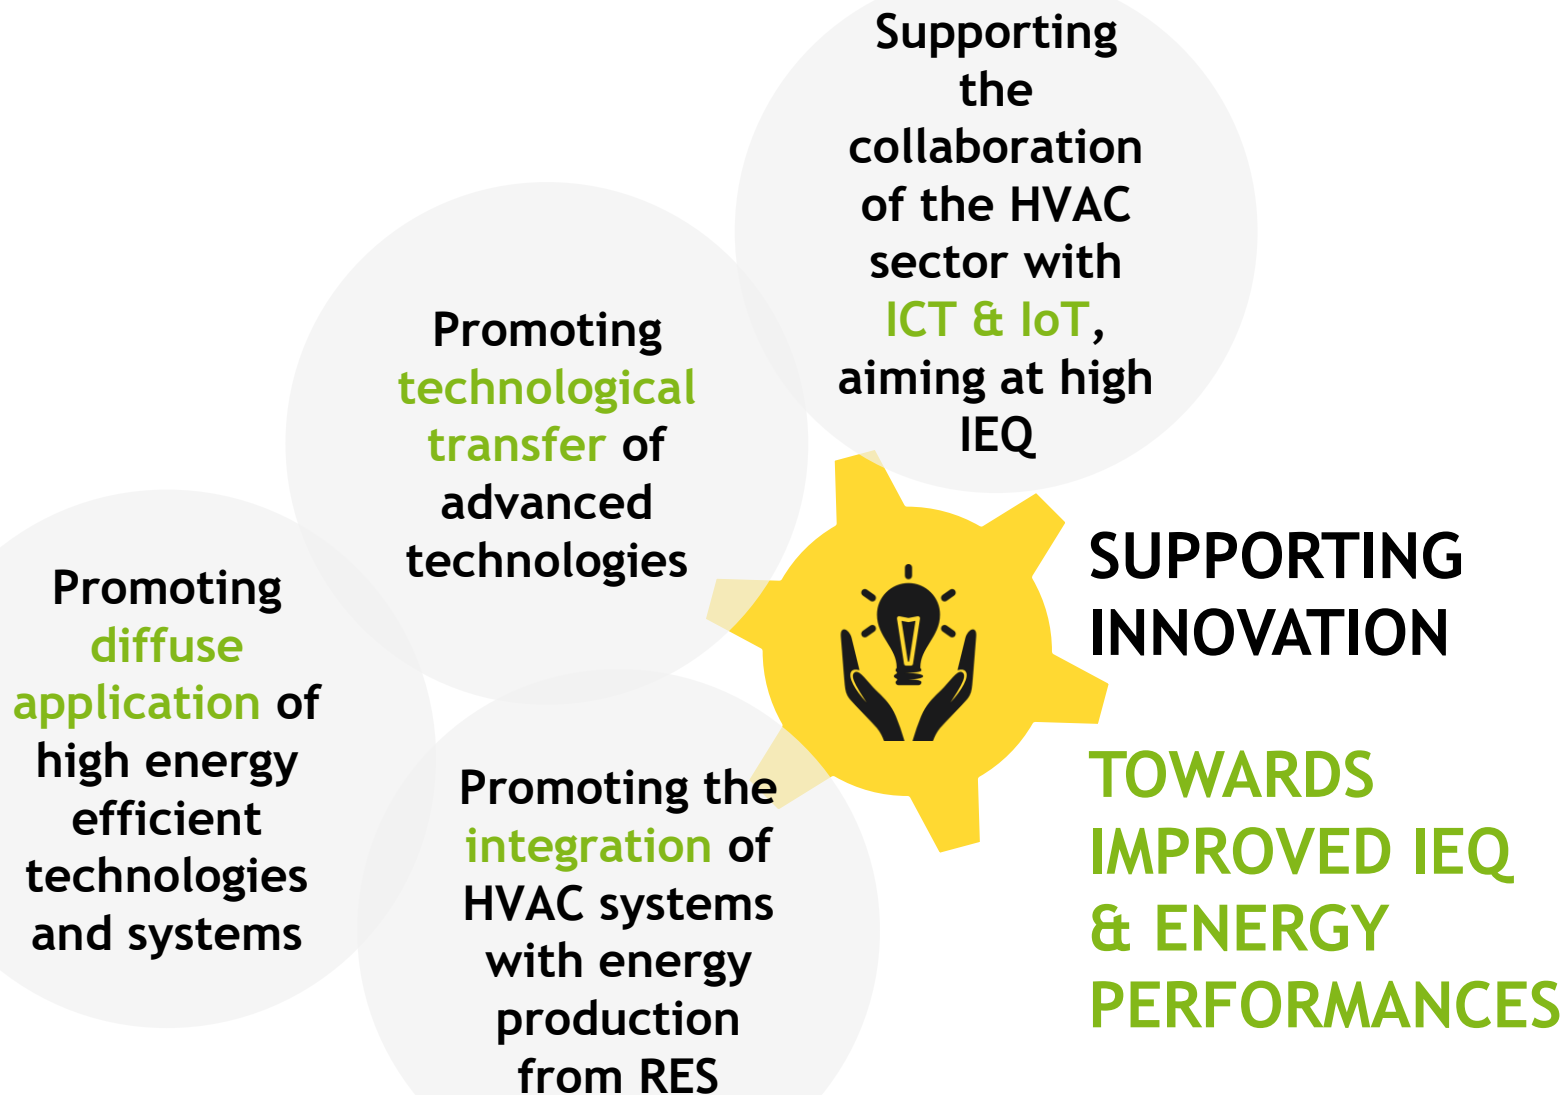 Supporting
the
collaboration
of the HVAC
sector with
ICT & IoT,
aiming at high
IEQ
Promoting
technological
transfer of
advanced
technologies
Promoting
diffuse
application of
high energy
efficient
technologies
and systems
Promoting the
integration of
HVAC systems
with energy
production
from RES
SUPPORTING
INNOVATION
TOWARDS
IMPROVED IEQ
& ENERGY
PERFORMANCES